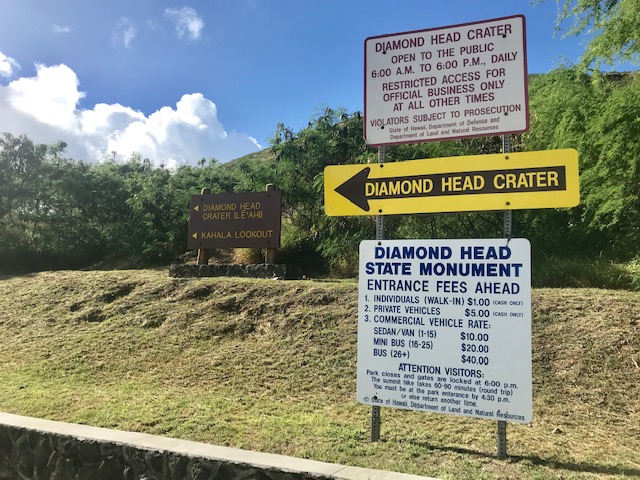 DIAMOND HEAD CRATER
OPEN TO THE PUBLIC
6:00 A.M. TO 6:00 P.M., DAILY
RESTRICTED ACCESS FOR
OFFICIAL BUSINESS ONLY
AT ALL OTHER TIMES
VIOLATORS SUBJECT TO PROSECUTION
State of Hawaii, Department of Defense and
Department of Land and Natural Resources
DIAMOND HEAD CRATER
DIAMOND HEAD
CRATER (LĒ'AHI)
KAHALA LOOKOUT
DIAMOND HEAD
STATE MONUMENT
ENTRANCE FEES AHEAD
1. INDIVIDUALS (WALK-IN) $1.00 (CASH ONLY)
2. PRIVATE VEHICLES $5.00 (CASH ONLY)
3. COMMERCIAL VEHICLE RATE:
SEDAN/VAN (1-15) $10.00
MINI BUS (16-25) $20.00
BUS (26+) $40.00
ATTENTION VISITORS:
Park closes and gates are locked at 6:00 p.m.
The summit hike takes 60-90 minutes (round trip)
You must be at the park entrance by 4:30 p.m.
or else return another time.
State of Hawaii, Department of Land and Natural Resources